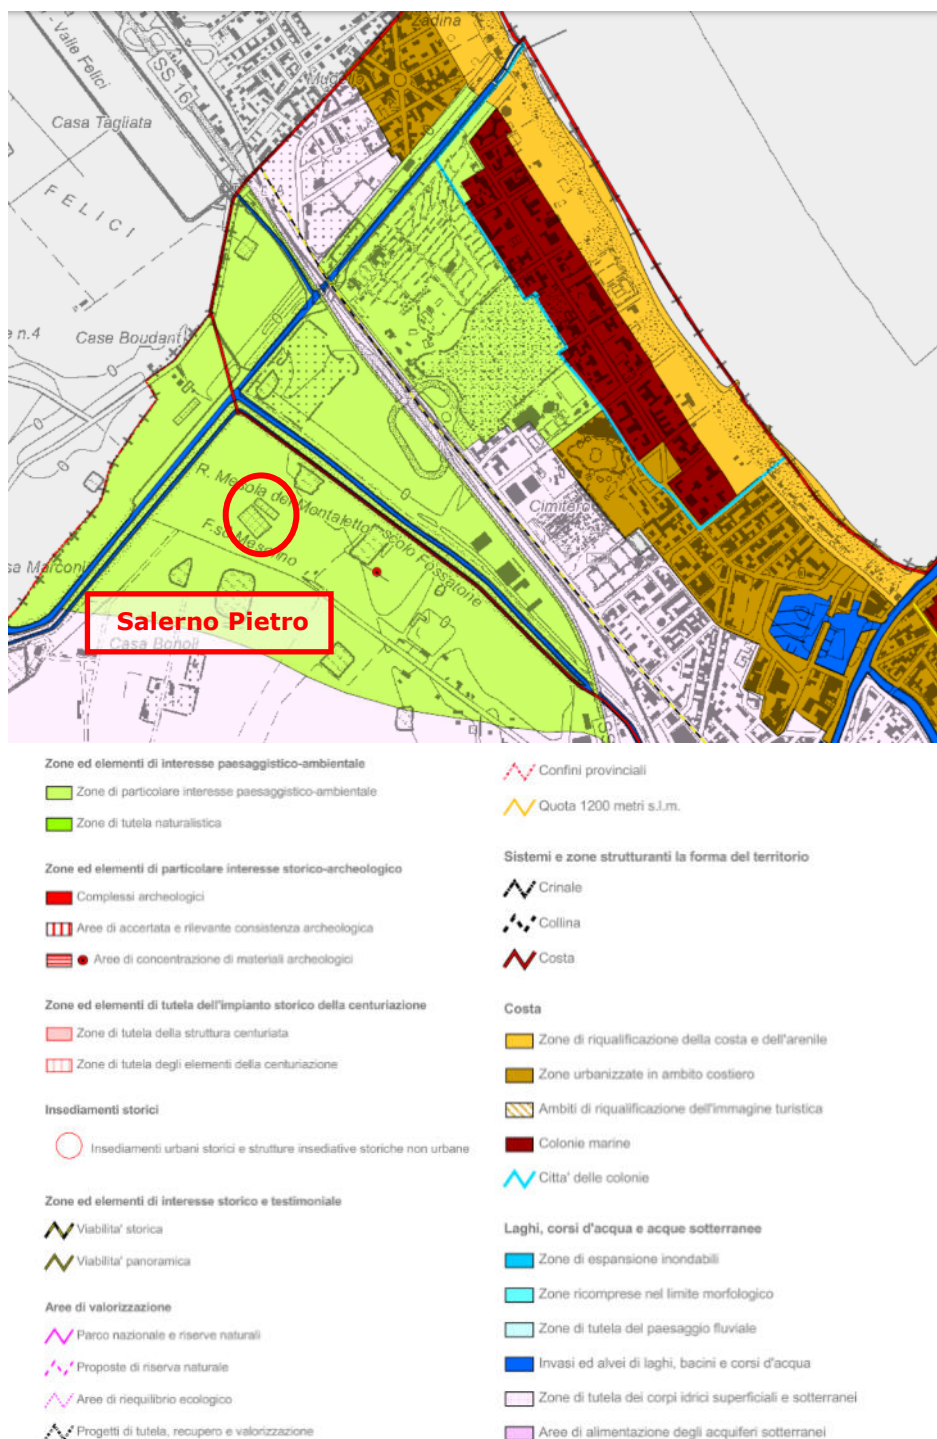 Zadina
Valle Felici
SS 16
Casa Tagliata
FELICI
n.4
Case Boudant
R. Mesola del Montaletto
Scolo Fossatone
Cimitero
sa Marconi
Salerno Pietro
Casa Bonoli
Zone ed elementi di interesse paesaggistico-ambientale
Zone di particolare interesse paesaggistico-ambientale
Zone di tutela naturalistica
Zone ed elementi di particolare interesse storico-archeologico
Complessi archeologici
Aree di accertata e rilevante consistenza archeologica
Aree di concentrazione di materiali archeologici
Zone ed elementi di tutela dell'impianto storico della centuriazione
Zone di tutela della struttura centuriata
Zone di tutela degli elementi della centuriazione
Insediamenti storici
Insediamenti urbani storici e strutture insediative storiche non urbane
Zone ed elementi di interesse storico e testimoniale
Viabilita' storica
Viabilita' panoramica
Aree di valorizzazione
Parco nazionale e riserve naturali
Proposte di riserva naturale
Aree di riequilibrio ecologico
Progetti di tutela, recupero e valorizzazione
Confini provinciali
Quota 1200 metri s.l.m.
Sistemi e zone strutturanti la forma del territorio
Crinale
Collina
Costa
Costa
Zone di riqualificazione della costa e dell'arenile
Zone urbanizzate in ambito costiero
Ambiti di riqualificazione dell'immagine turistica
Colonie marine
Citta' delle colonie
Laghi, corsi d'acqua e acque sotterranee
Zone di espansione inondabili
Zone ricomprese nel limite morfologico
Zone di tutela del paesaggio fluviale
Invasi ed alvei di laghi, bacini e corsi d'acqua
Zone di tutela dei corpi idrici superficiali e sotterranei
Aree di alimentazione degli acquiferi sotterranei